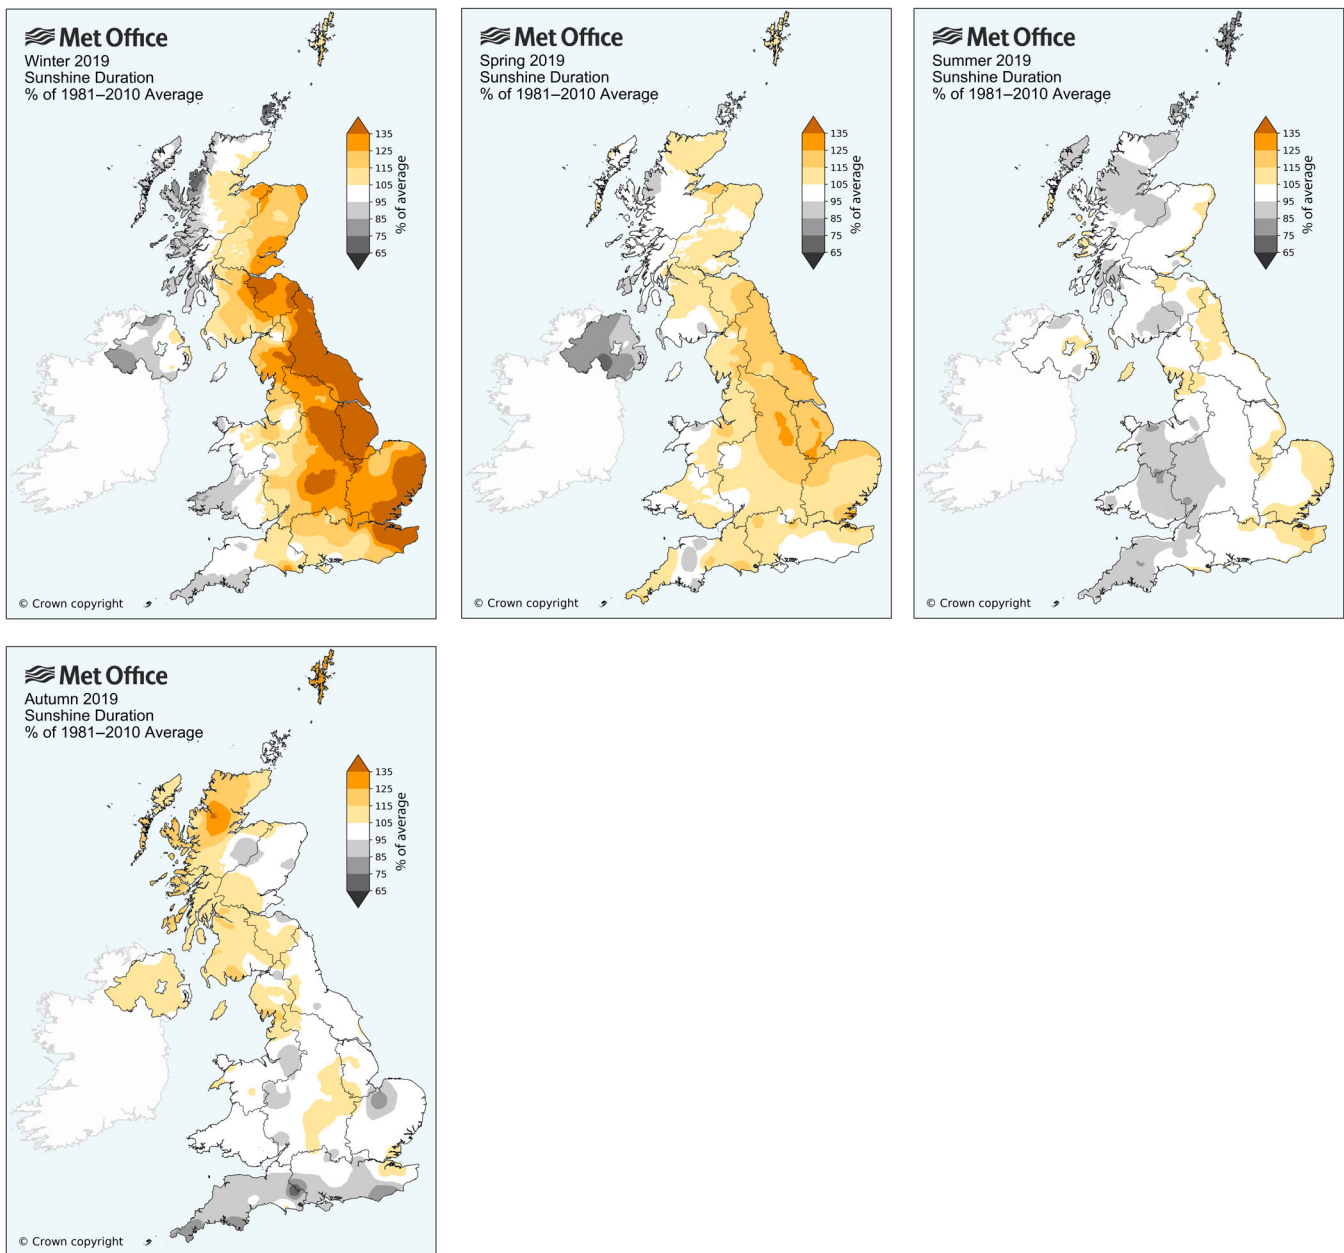 Met Office
Winter 2019
Sunshine Duration
% of 1981–2010 Average
135
125
115
105
95
85
75
65
% of average
© Crown copyright
Met Office
Spring 2019
Sunshine Duration
% of 1981–2010 Average
135
125
115
105
95
85
75
65
% of average
© Crown copyright
Met Office
Summer 2019
Sunshine Duration
% of 1981–2010 Average
135
125
115
105
95
85
75
65
% of average
© Crown copyright
Met Office
Autumn 2019
Sunshine Duration
% of 1981–2010 Average
135
125
115
105
95
85
75
65
% of average
© Crown copyright